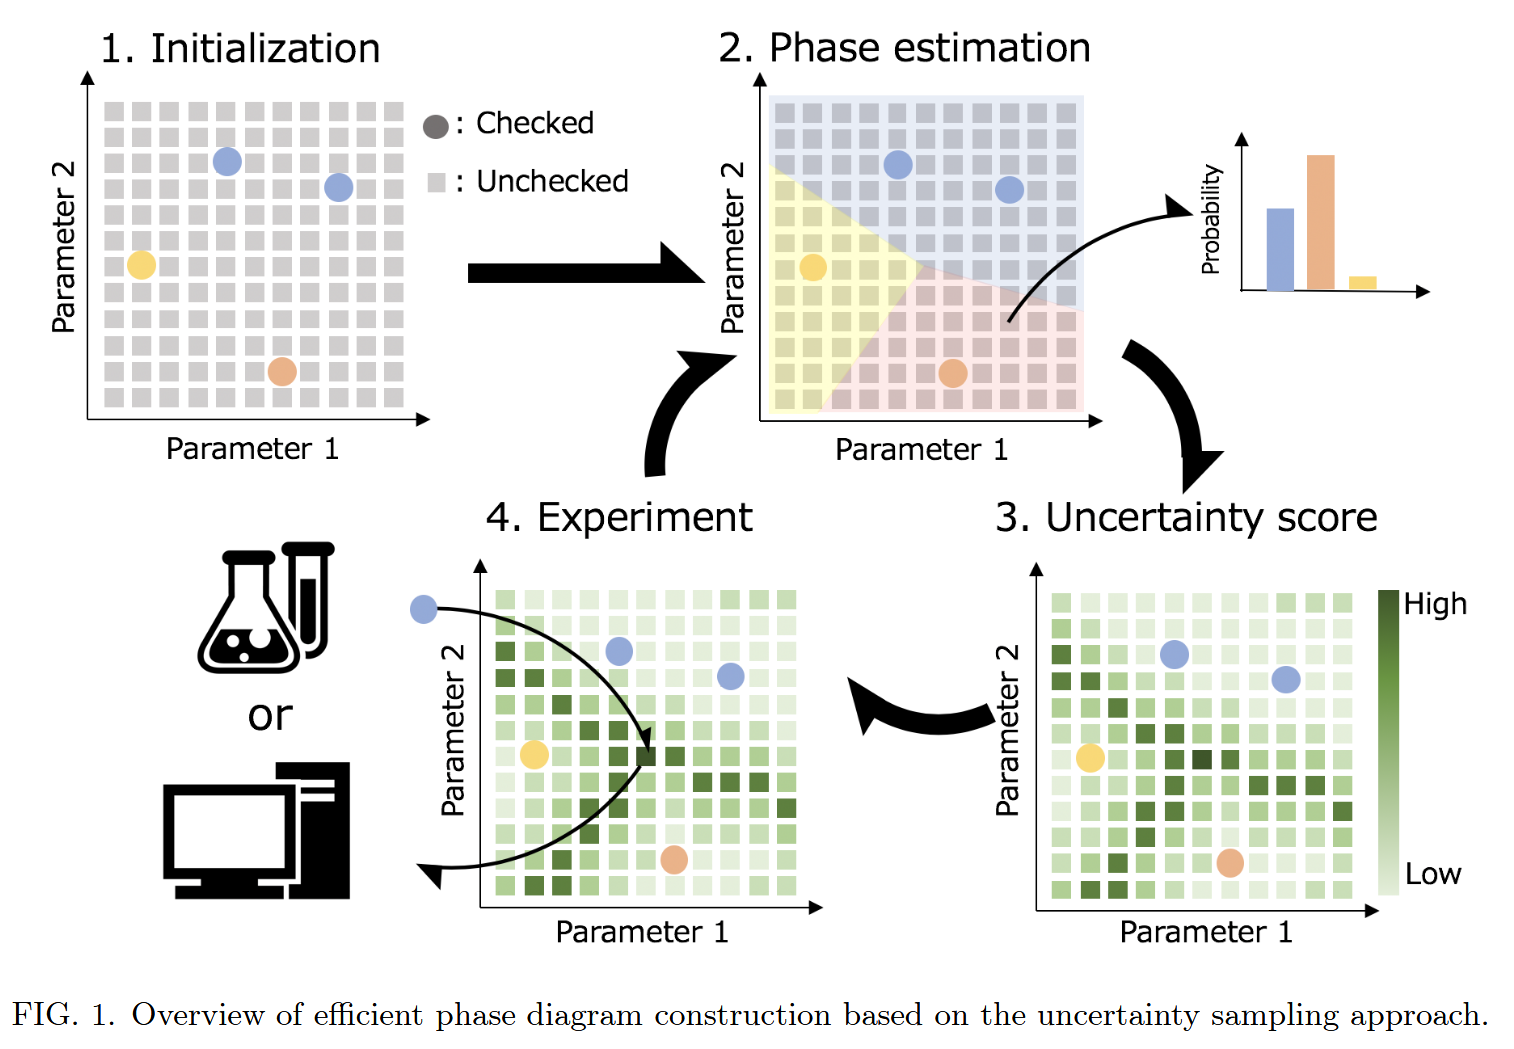 1. Initialization
Parameter 2
Parameter 1
: Checked
: Unchecked
2. Phase estimation
Parameter 2
Parameter 1
Probability
4. Experiment
Parameter 2
Parameter 1
or
3. Uncertainty score
Parameter 2
Parameter 1
High
Low
FIG. 1. Overview of efficient phase diagram construction based on the uncertainty sampling approach.